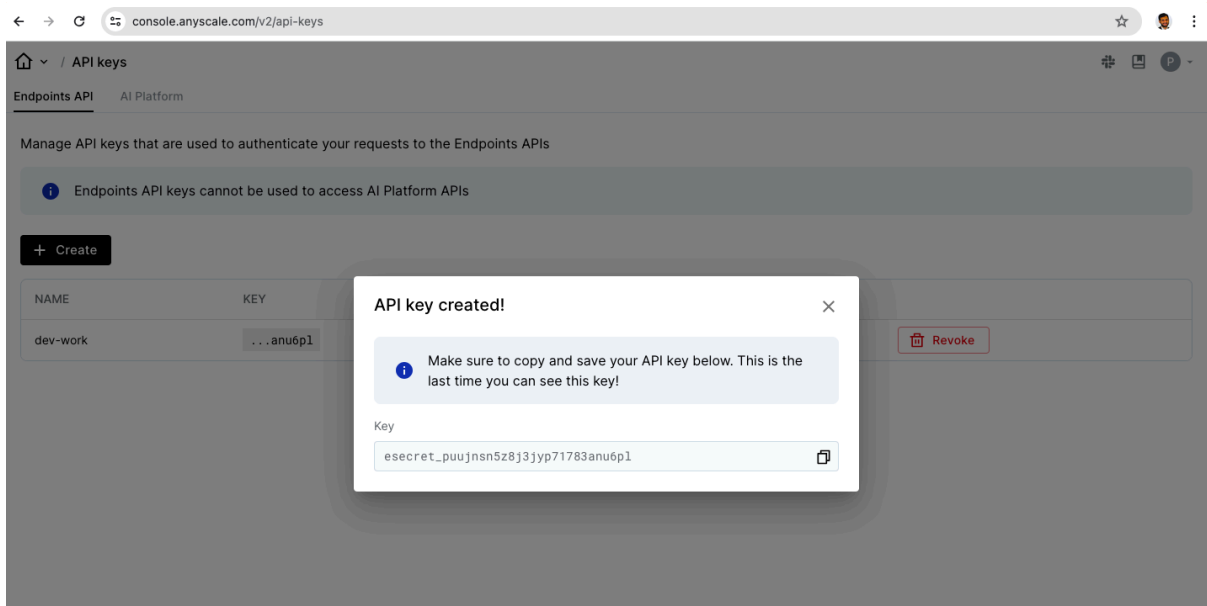 console.anyscale.com/v2/api-keys
/ API keys
P
Endpoints API AI Platform
Manage API keys that are used to authenticate your requests to the Endpoints APIs
Endpoints API keys cannot be used to access AI Platform APIs
+ Create
NAME KEY
dev-work ...anu6pl Revoke
API key created!
Make sure to copy and save your API key below. This is the
last time you can see this key!
Key
esecret_puujnsn5z8j3jyp71783anu6pl